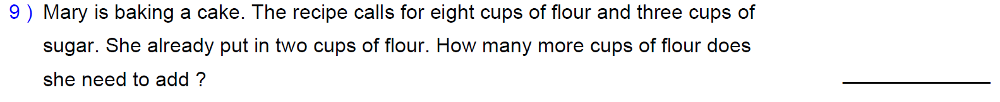 9 ) Mary is baking a cake. The recipe calls for eight cups of flour and three cups of
sugar. She already put in two cups of flour. How many more cups of flour does
she need to add ?